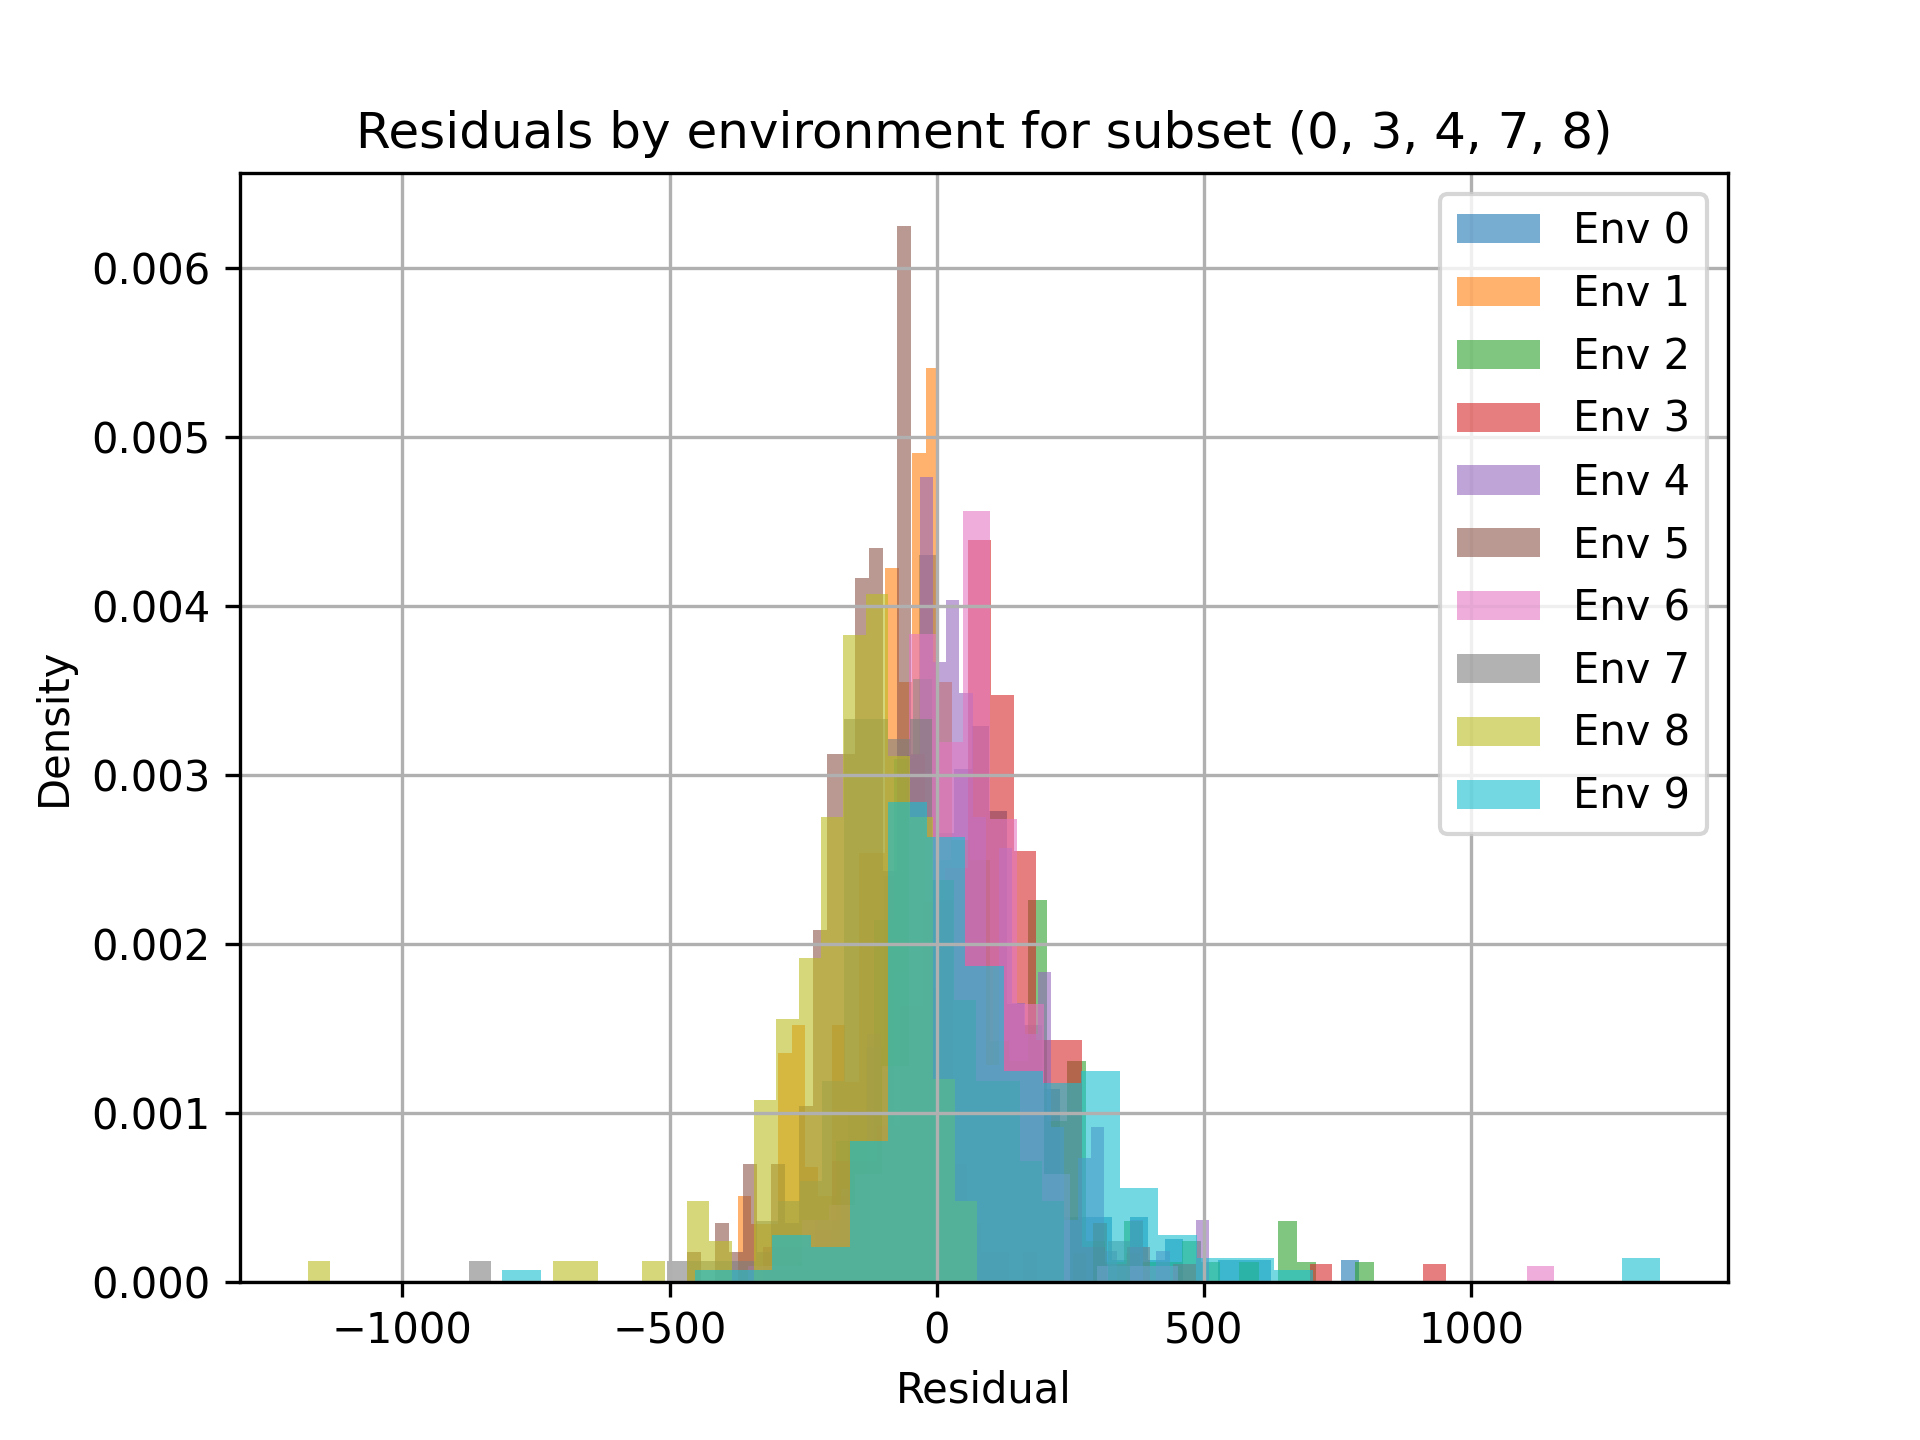 Residuals by environment for subset (0, 3, 4, 7, 8)
Env 0
Env 1
Env 2
Env 3
Env 4
Env 5
Env 6
Env 7
Env 8
Env 9
0.006
0.005
0.004
0.003
0.002
0.001
0.000
Density
−1000
−500
0
500
1000
Residual